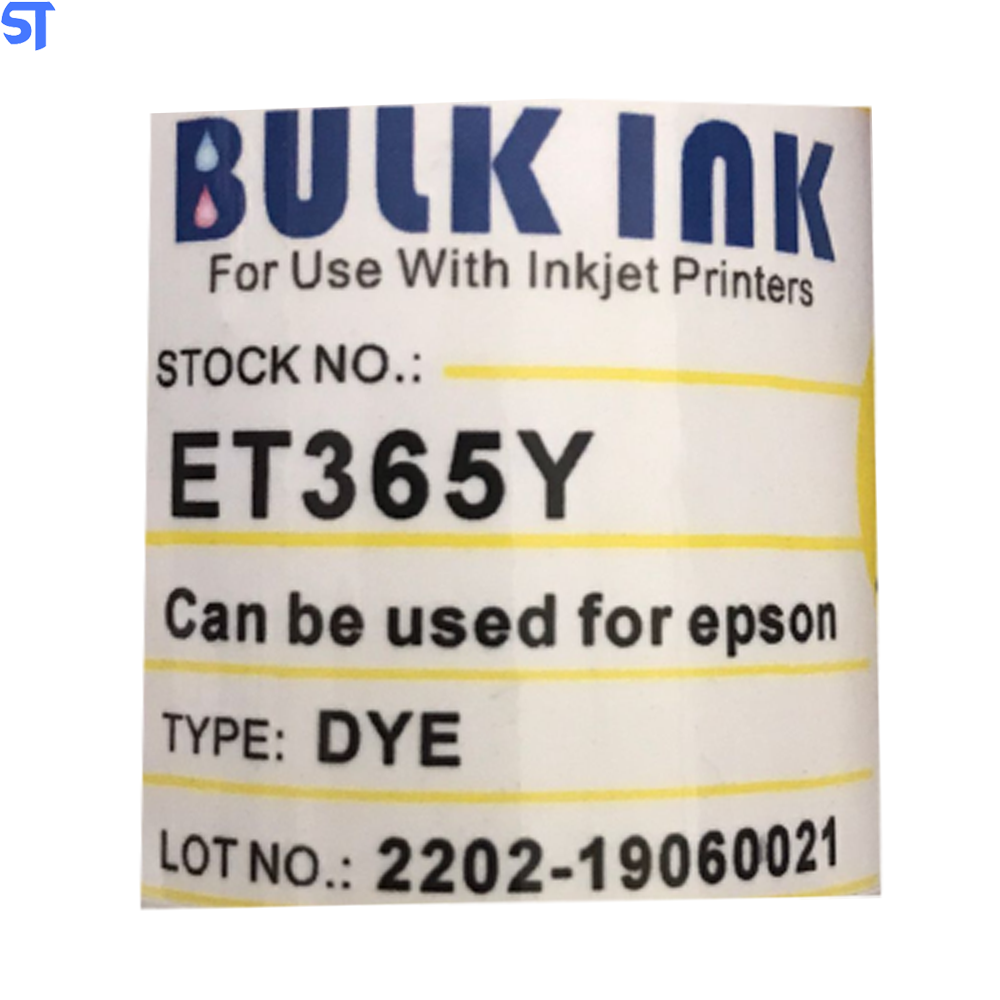 ST
BULK INK
For Use With Inkjet Printers
STOCK NO.:
ET365Y
Can be used for epson
TYPE: DYE
LOT NO.: 2202-19060021